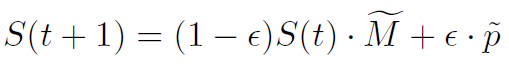 S(t + 1) = (1 − ϵ)S(t) · M̃ + ϵ · p̃